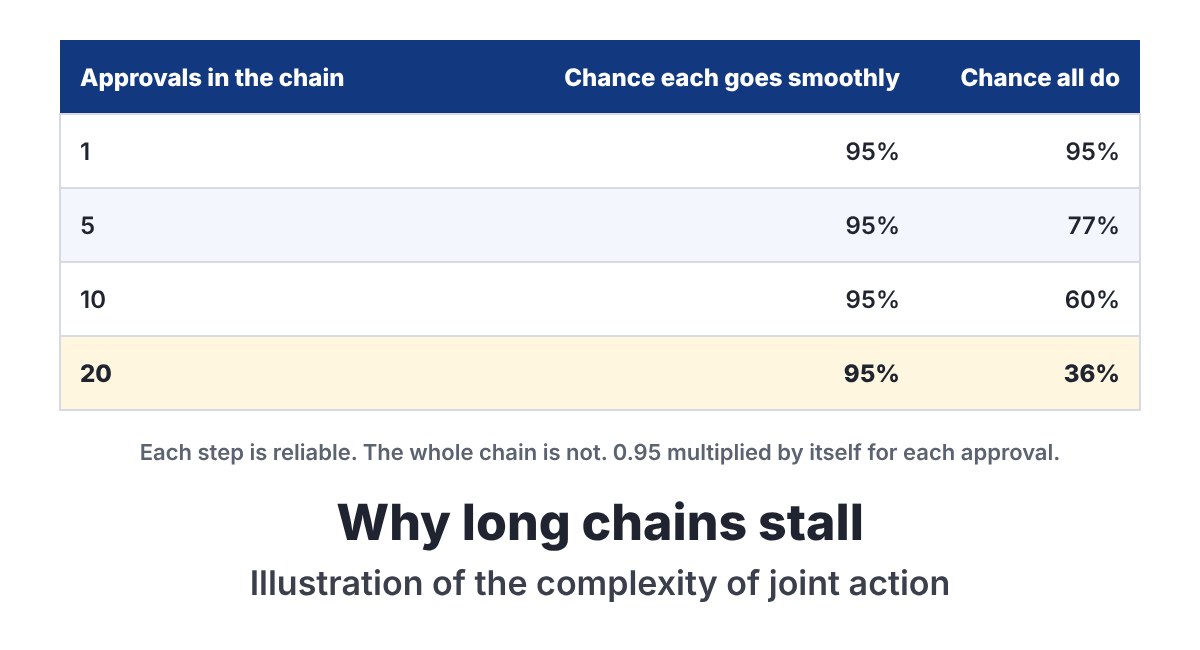 Approvals in the chain Chance each goes smoothly Chance all do
1 95% 95%
5 95% 77%
10 95% 60%
20 95% 36%
Each step is reliable. The whole chain is not. 0.95 multiplied by itself for each approval.
Why long chains stall
Illustration of the complexity of joint action